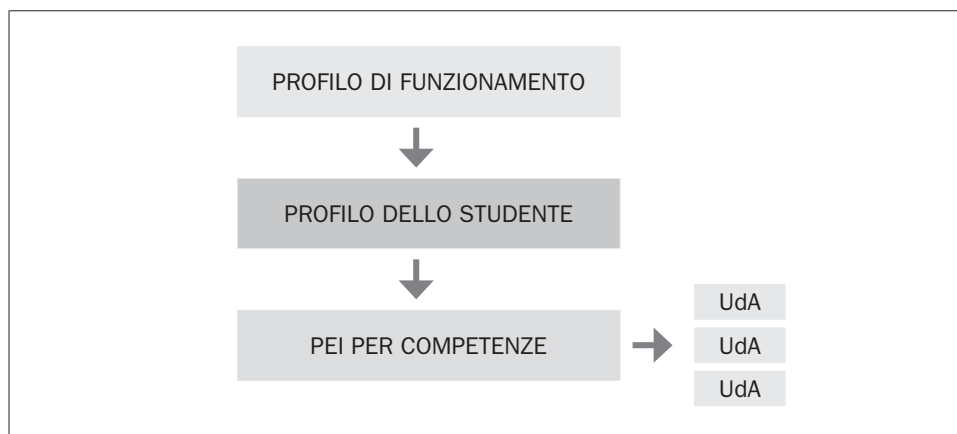 PROFILO DI FUNZIONAMENTO
PROFILO DELLO STUDENTE
PEI PER COMPETENZE
UdA
UdA
UdA